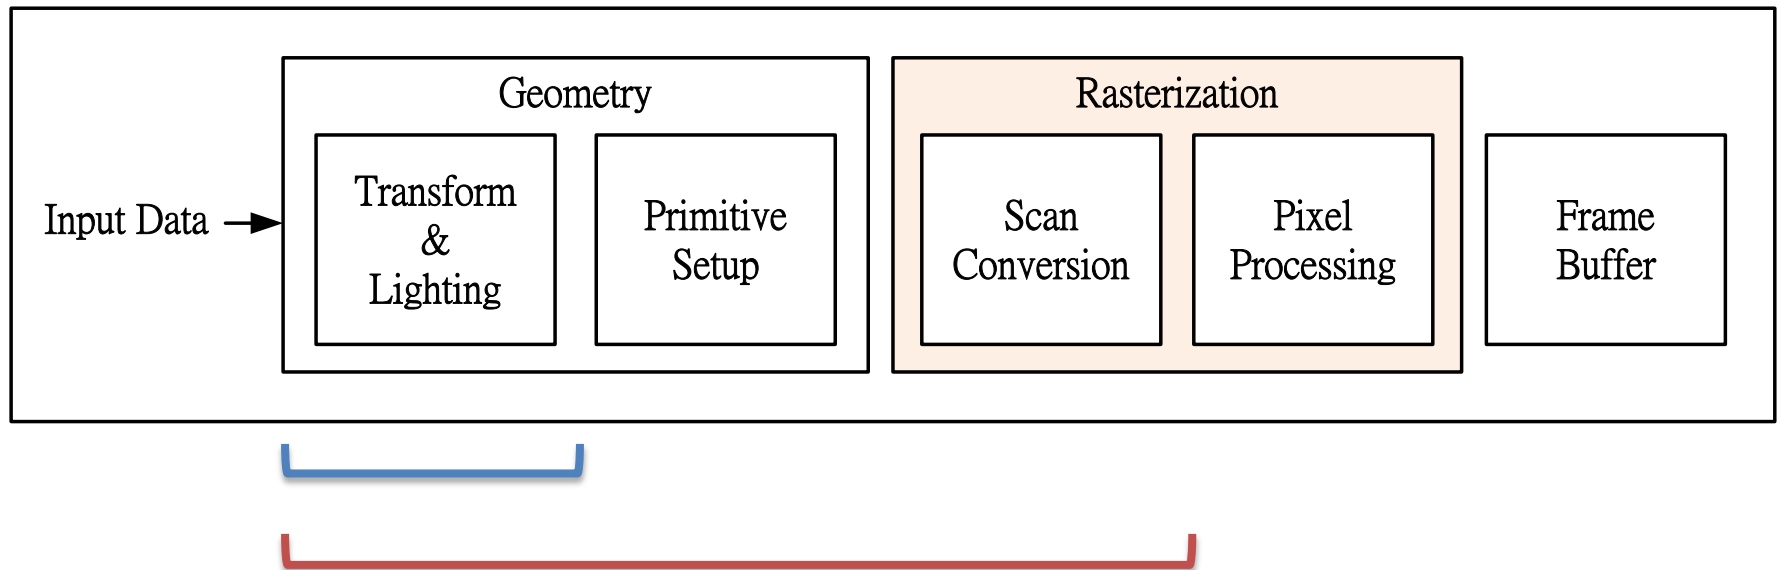 Geometry
Rasterization
Input Data
Transform
&
Lighting
Primitive
Setup
Scan
Conversion
Pixel
Processing
Frame
Buffer